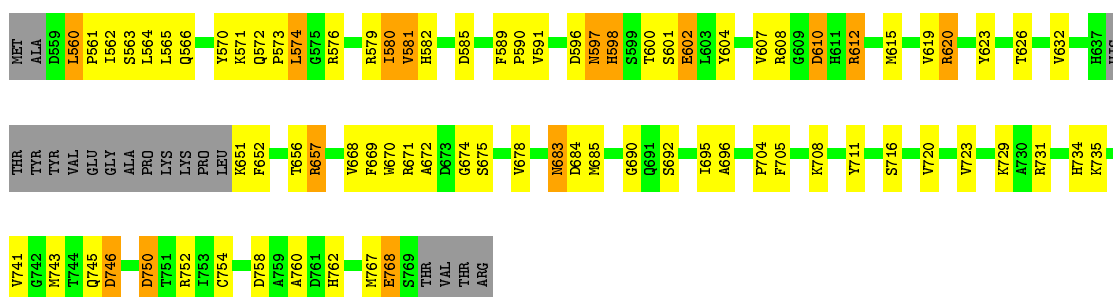 MET ALA D559 L560 P561 I562 S563 L564 L565 Q566 Y570 K571 Q572 P573 L574 G575 R576 R579 I580 V581 H582 D585 F589 P590 V591 D596 N597 H598 S599 T600 S601 E602 L603 Y604 V607 R608 G609 D610 H611 R612 M615 V619 R620 Y623 T626 V632 H637
THR TYR TYR VAL GLU GLY ALA PRO LYS LYS PRO LEU K651 F652 T656 R657 V668 F669 W670 R671 A672 D673 G674 S675 V678 N683 D684 M685 G690 Q691 S692 I695 A696 P704 F705 K708 Y711 S716 V720 V723 K729 A730 R731 H734 K735
V741 G742 M743 T744 Q745 D746 D750 T751 R752 I753 C754 D758 A759 A760 D761 H762 M767 E768 S769 THR VAL THR ARG